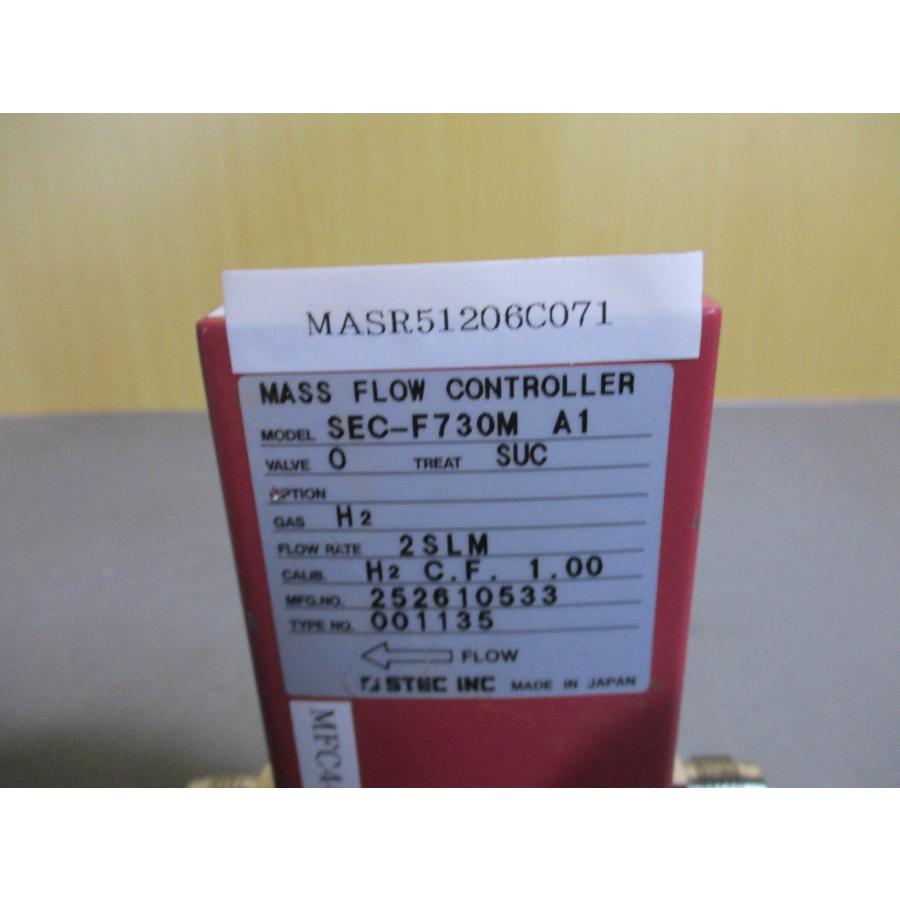 MASR51206C071
MASS FLOW CONTROLLER
MODEL SEC-F730M A1
VALVE O TREAT SUC
OPTION
GAS H2
FLOW RATE 2SLM
CALIB. H2 C.F. 1.00
MFG.NO. 252610533
TYPE NO. 001135
FLOW
STEC INC MADE IN JAPAN
MFC4